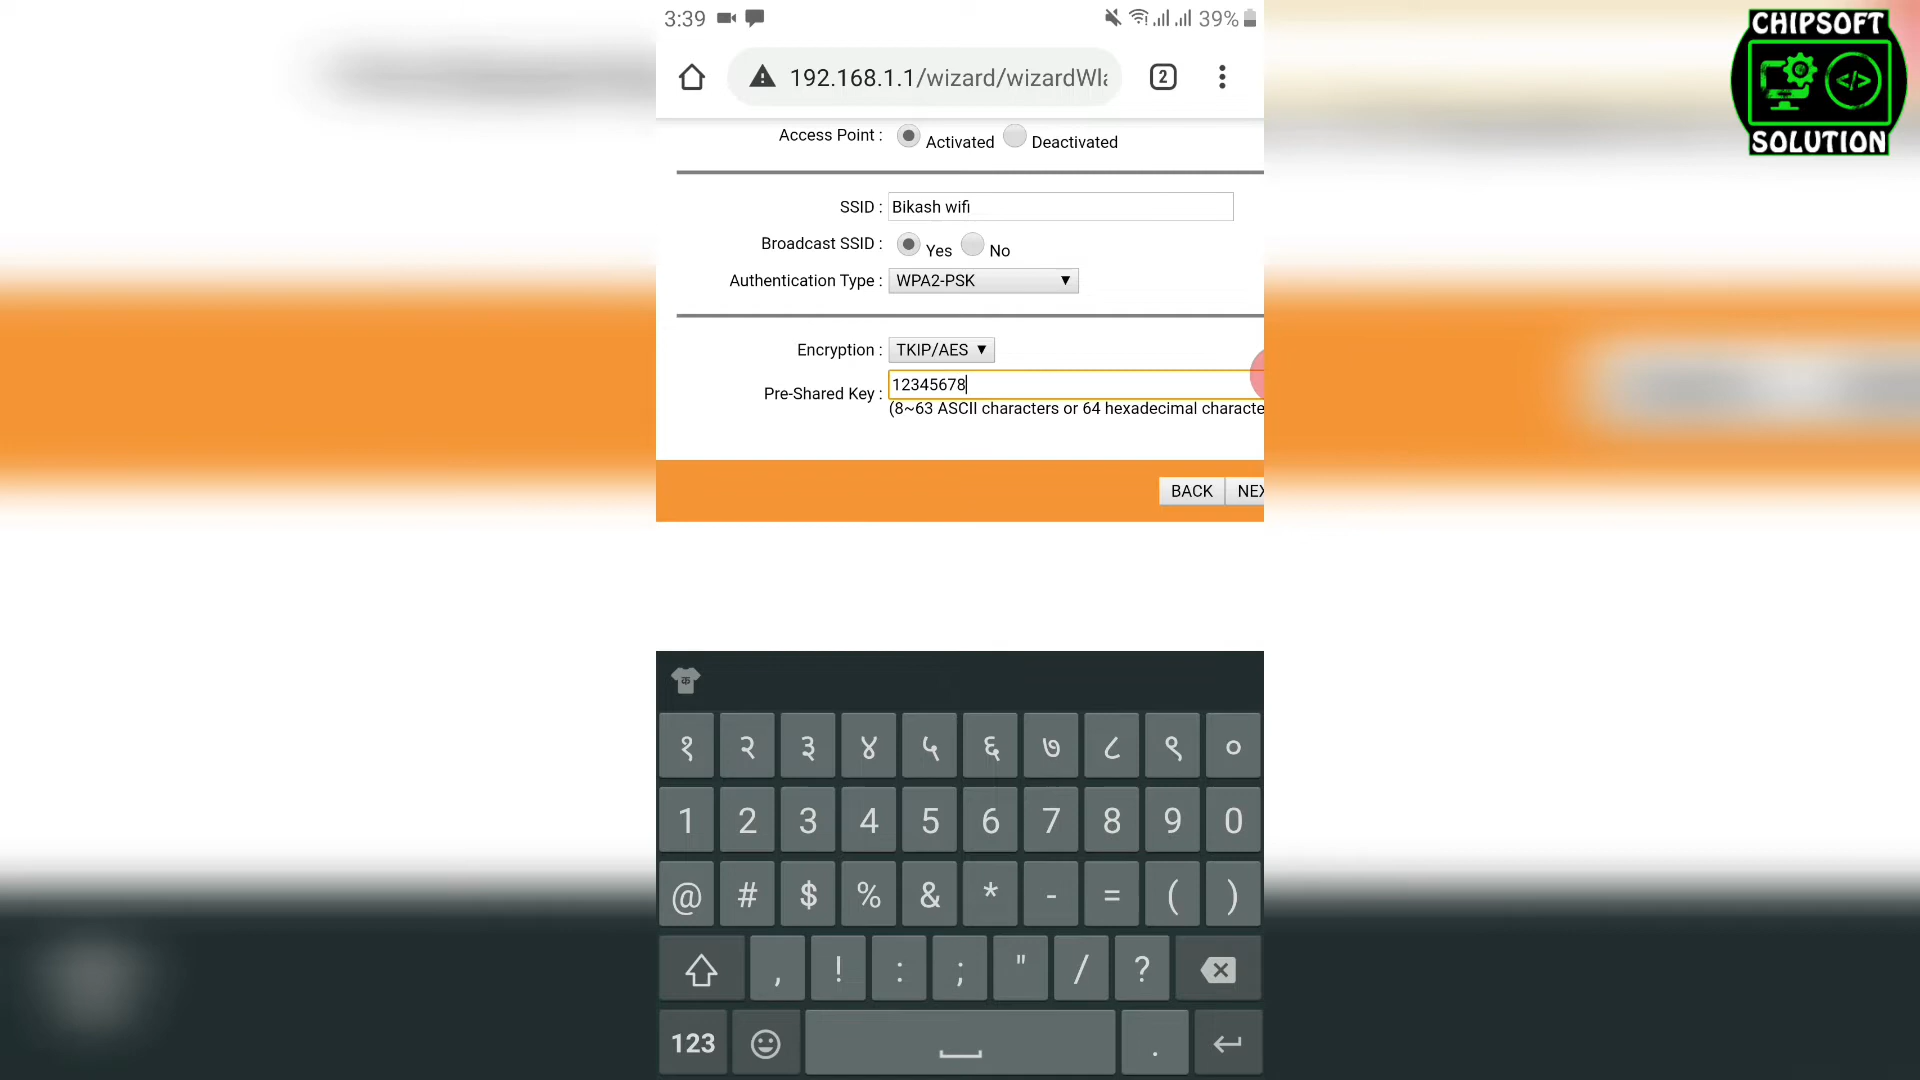 3:39
39%
CHIPSOFT
</>
SOLUTION
192.168.1.1/wizard/wizardWla
2
Access Point : Activated Deactivated
SSID : Bikash wifi
Broadcast SSID : Yes No
Authentication Type : WPA2-PSK ▼
Encryption : TKIP/AES ▼
Pre-Shared Key : 12345678
(8~63 ASCII characters or 64 hexadecimal characte
BACK NEX
क
१ २ ३ ४ ५ ६ ७ ८ ९ ०
1 2 3 4 5 6 7 8 9 0
@ # $ % & * - = ( )
, ! : ; " / ?
123 .